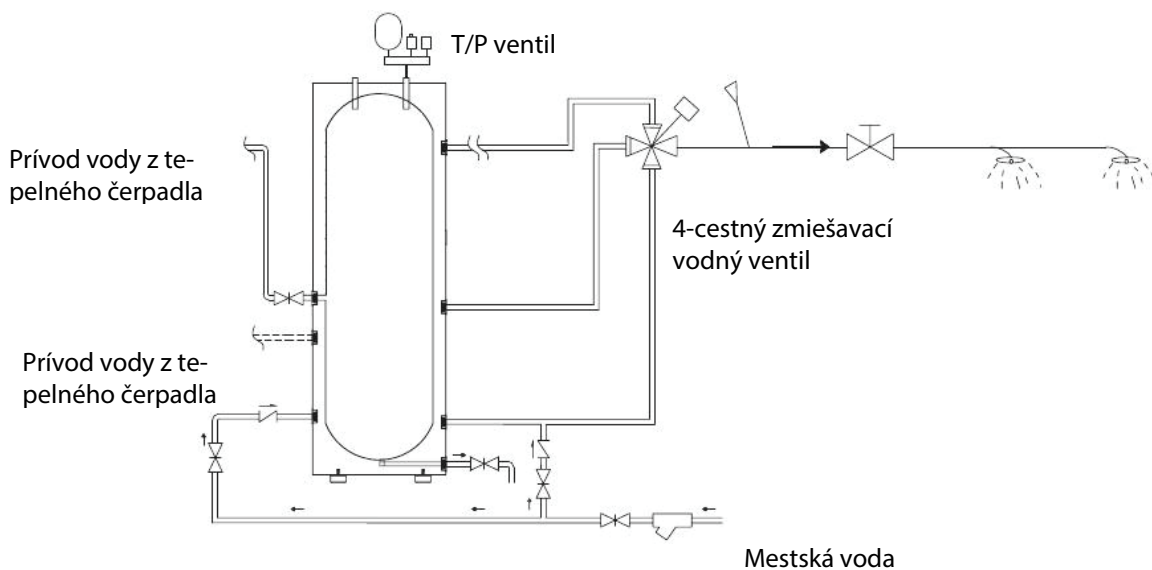 T/P ventil
Prívod vody z te-
pelného čerpadla
4-cestný zmiešavací
vodný ventil
Prívod vody z te-
pelného čerpadla
Mestská voda